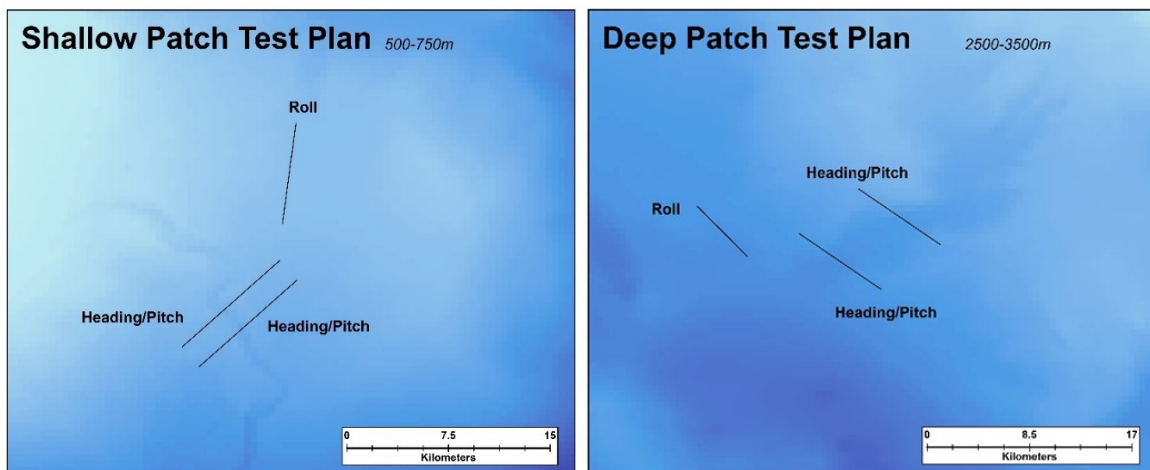 Shallow Patch Test Plan 500-750m
Roll
Heading/Pitch
Heading/Pitch
0 7.5 15
Kilometers
Deep Patch Test Plan 2500-3500m
Heading/Pitch
Roll
Heading/Pitch
0 8.5 17
Kilometers